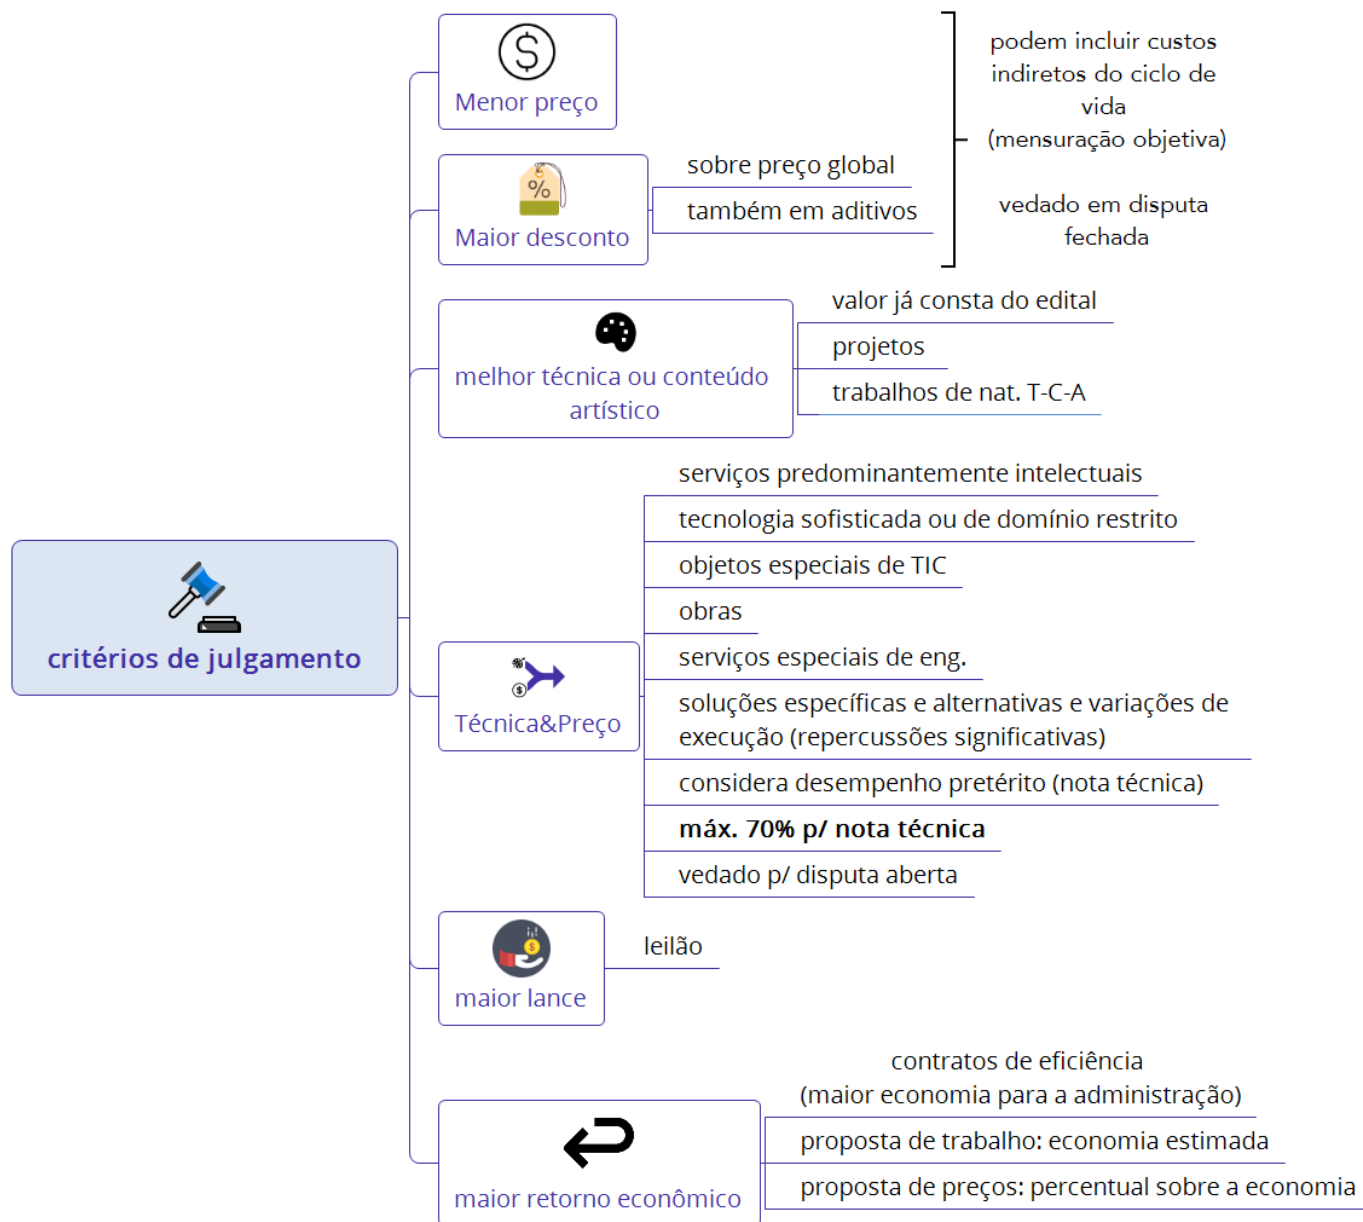 critérios de julgamento
$
Menor preço
%
Maior desconto
sobre preço global
também em aditivos
podem incluir custos
indiretos do ciclo de
vida
(mensuração objetiva)
vedado em disputa
fechada
melhor técnica ou conteúdo
artístico
valor já consta do edital
projetos
trabalhos de nat. T-C-A
$
Técnica&Preço
serviços predominantemente intelectuais
tecnologia sofisticada ou de domínio restrito
objetos especiais de TIC
obras
serviços especiais de eng.
soluções específicas e alternativas e variações de
execução (repercussões significativas)
considera desempenho pretérito (nota técnica)
máx. 70% p/ nota técnica
vedado p/ disputa aberta
$
maior lance
leilão
maior retorno econômico
contratos de eficiência
(maior economia para a administração)
proposta de trabalho: economia estimada
proposta de preços: percentual sobre a economia